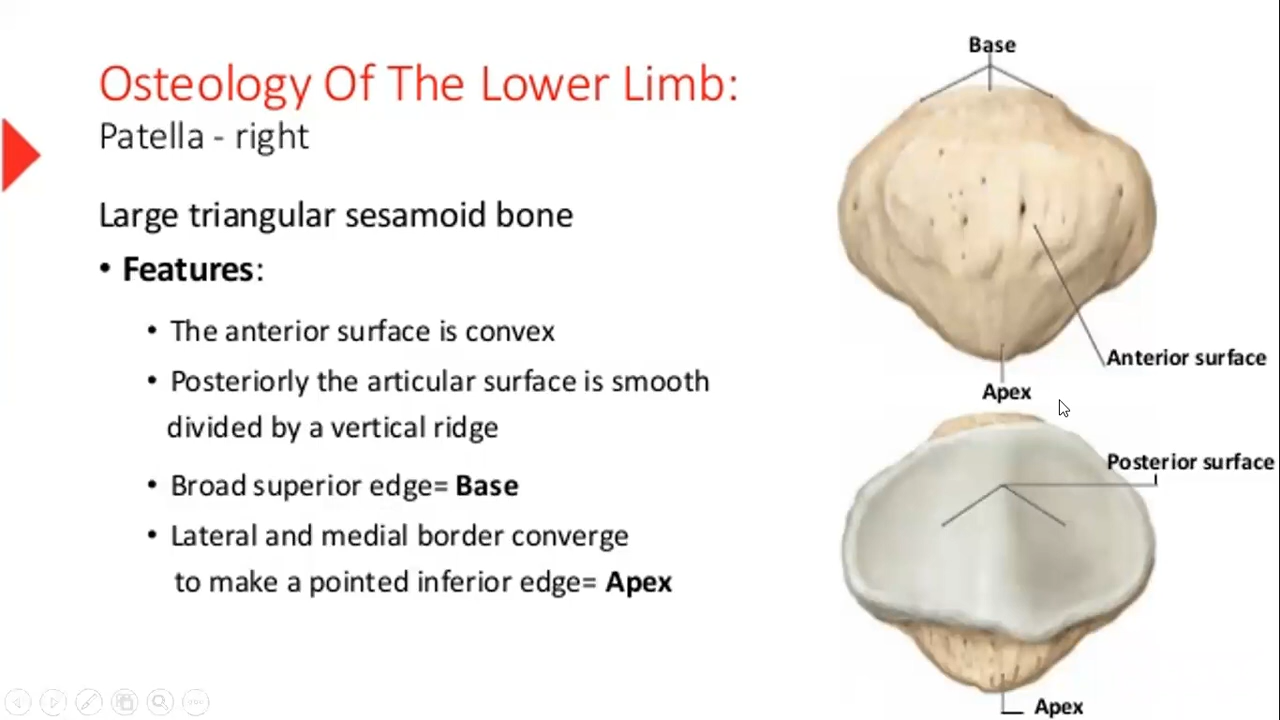 Osteology Of The Lower Limb:
Patella - right
Large triangular sesamoid bone
• Features:
• The anterior surface is convex
• Posteriorly the articular surface is smooth
divided by a vertical ridge
• Broad superior edge= Base
• Lateral and medial border converge
to make a pointed inferior edge= Apex
Base
Anterior surface
Apex
Posterior surface
Apex